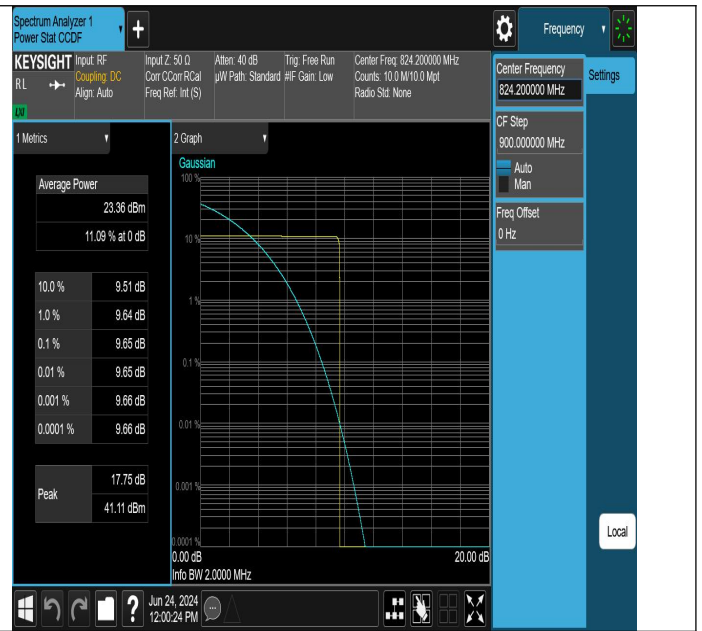 Spectrum Analyzer 1
Power Stat CCDF
+
Frequency
KEYSIGHT
RL
LXI
Input: RF
Coupling: DC
Align: Auto
Input Z: 50 Ω
Corr CCorr RCal
Freq Ref: Int (S)
Atten: 40 dB
µW Path: Standard
Trig: Free Run
#IF Gain: Low
Center Freq: 824.200000 MHz
Counts: 10.0 M/10.0 Mpt
Radio Std: None
Center Frequency
824.200000 MHz
Settings
CF Step
900.000000 MHz
Auto
Man
Freq Offset
0 Hz
Local
1 Metrics
Average Power
23.36 dBm
11.09 % at 0 dB
10.0 % 9.51 dB
1.0 % 9.64 dB
0.1 % 9.65 dB
0.01 % 9.65 dB
0.001 % 9.66 dB
0.0001 % 9.66 dB
Peak
17.75 dB
41.11 dBm
2 Graph
Gaussian
100 %
10 %
1 %
0.1 %
0.01 %
0.001 %
0.0001 %
0.00 dB
20.00 dB
Info BW 2.0000 MHz
?
Jun 24, 2024
12:00:24 PM